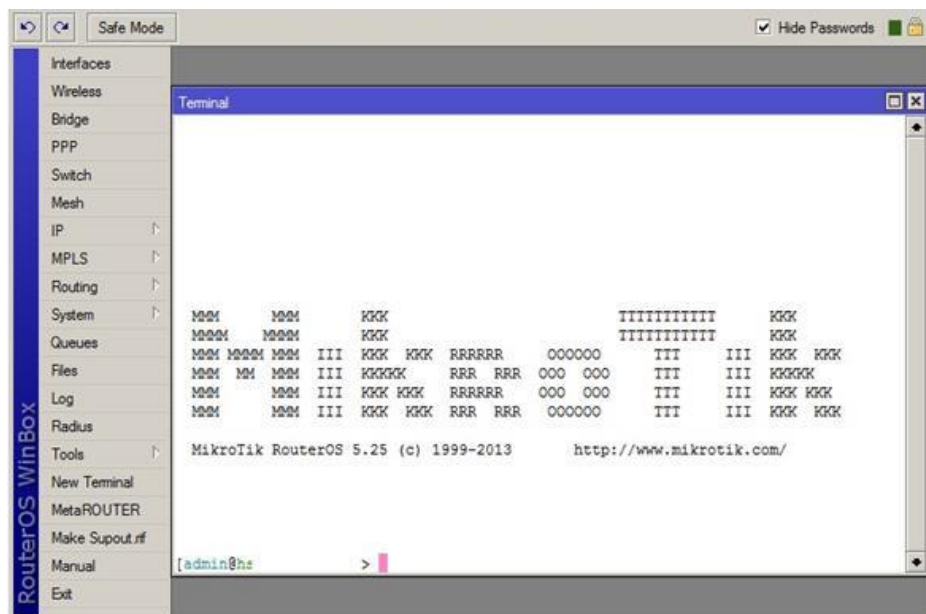 Safe Mode
Hide Passwords
Interfaces
Wireless
Bridge
PPP
Switch
Mesh
IP
MPLS
Routing
System
Queues
Files
Log
Radius
Tools
New Terminal
MetaROUTER
Make Supout.rif
Manual
Exit
RouterOS WinBox
Terminal
MMM      MMM       KKK                          TTTTTTTTTTT      KKK
MMMM    MMMM       KKK                          TTTTTTTTTTT      KKK
MMM MMMM MMM  III  KKK  KKK  RRRRRR    OOOOOO      TTT     III  KKK  KKK
MMM  MM  MMM  III  KKKKK     RRR  RRR  OOO  OOO     TTT     III  KKKKK
MMM      MMM  III  KKK KKK   RRRRRR    OOO  OOO     TTT     III  KKK KKK
MMM      MMM  III  KKK  KKK  RRR  RRR   OOOOOO      TTT     III  KKK  KKK
MikroTik RouterOS 5.25 (c) 1999-2013       http://www.mikrotik.com/
[admin@hs >